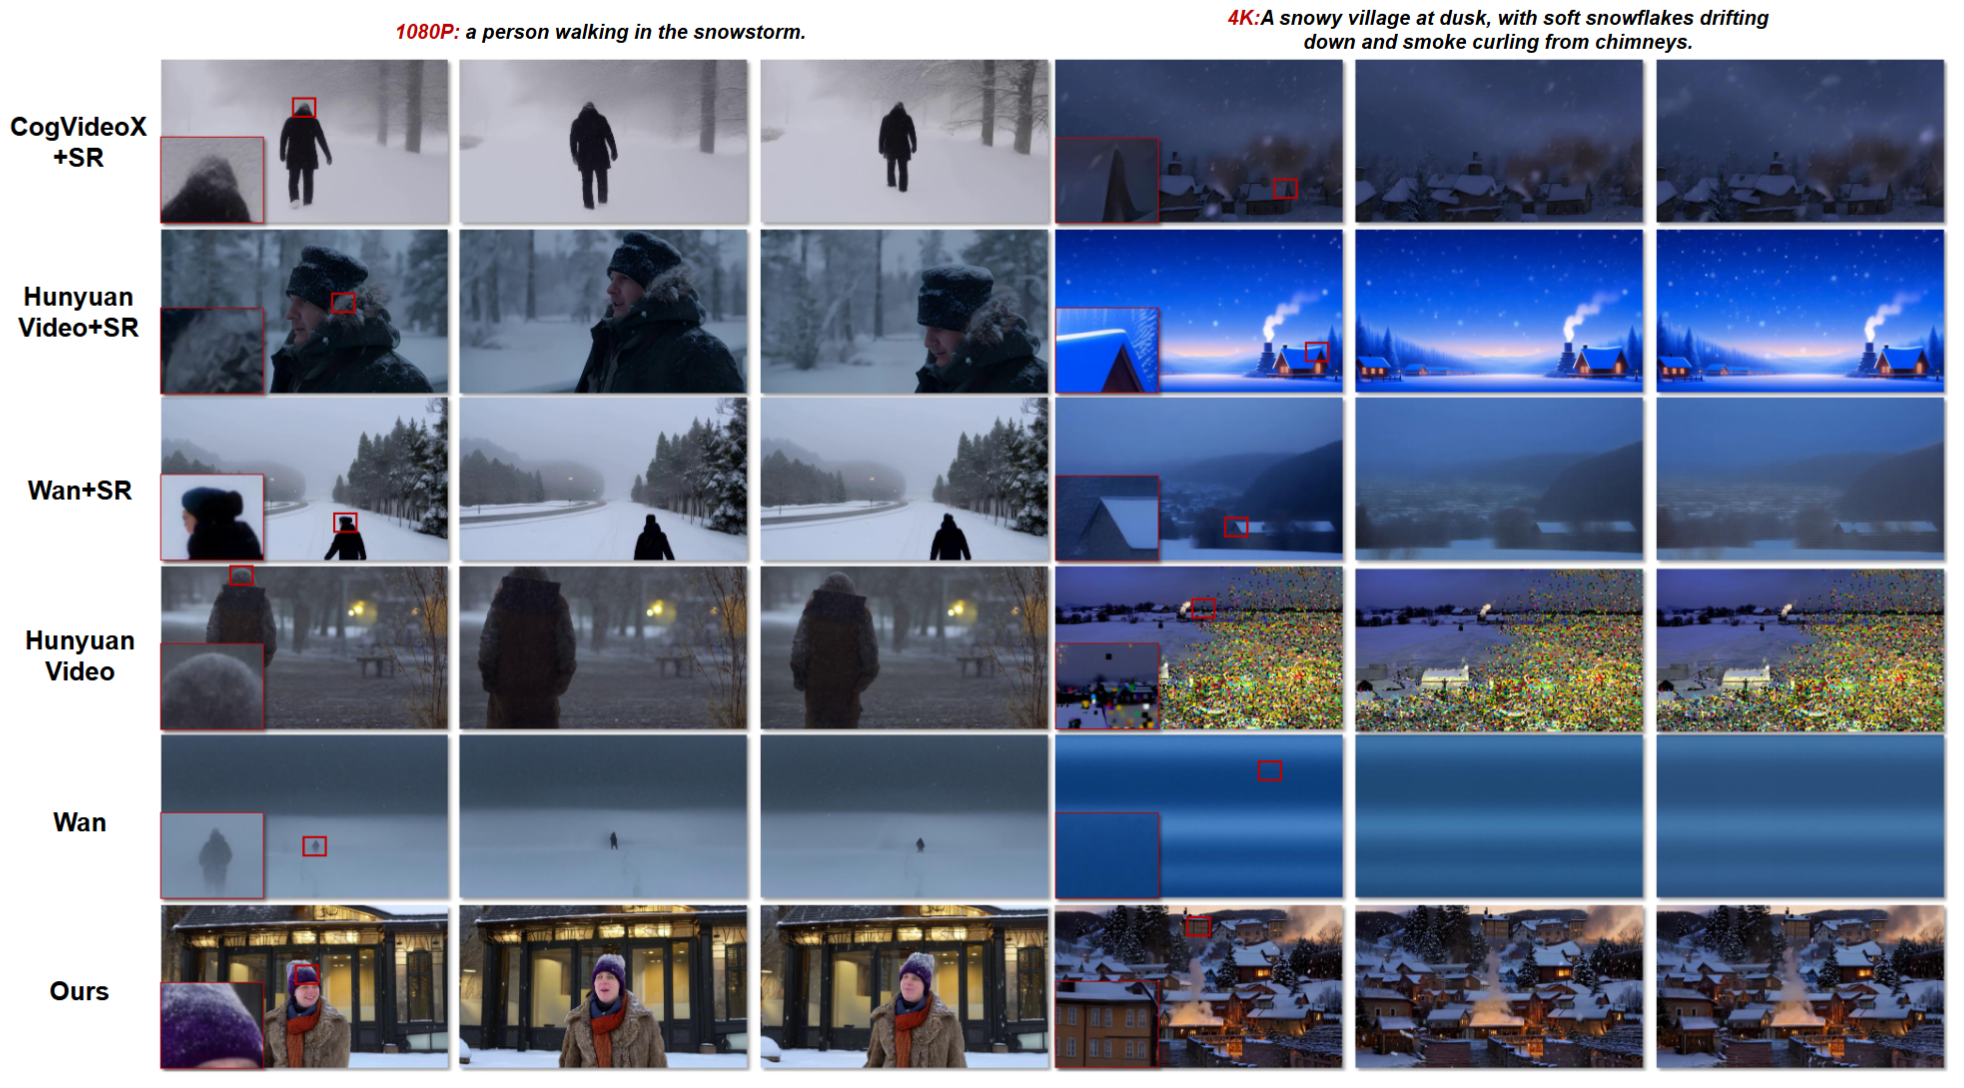 1080P: a person walking in the snowstorm.
4K:A snowy village at dusk, with soft snowflakes drifting
down and smoke curling from chimneys.
CogVideoX
+SR
Hunyuan
Video+SR
Wan+SR
Hunyuan
Video
Wan
Ours